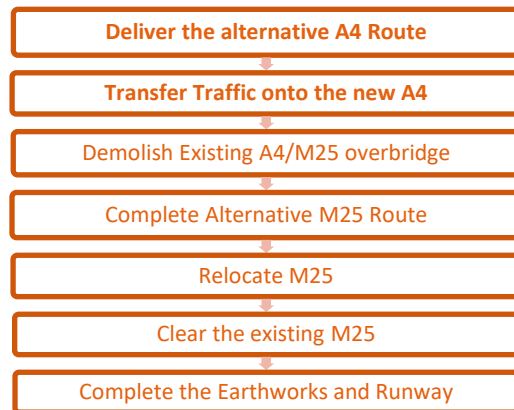 Deliver the alternative A4 Route
Transfer Traffic onto the new A4
Demolish Existing A4/M25 overbridge
Complete Alternative M25 Route
Relocate M25
Clear the existing M25
Complete the Earthworks and Runway